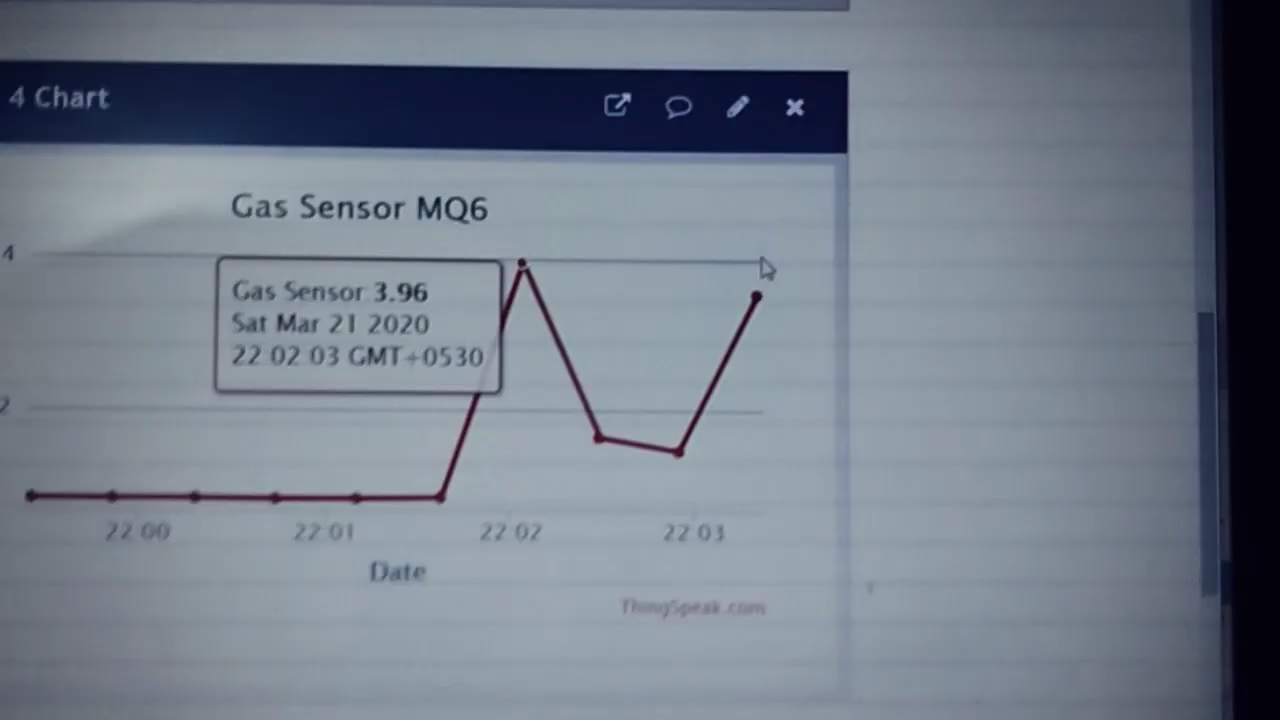 4 Chart
Gas Sensor MQ6
4
Gas Sensor 3.96
Sat Mar 21 2020
22 02 03 GMT+0530
2
22 00 22 01 22 02 22 03
Date
ThingSpeak.com